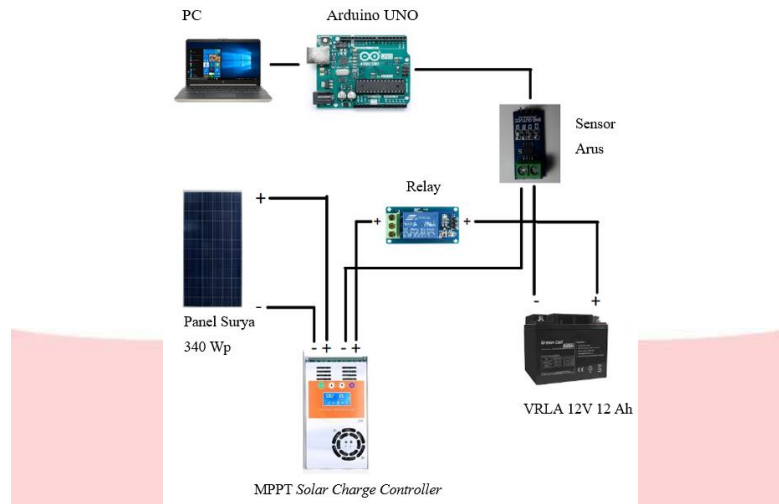 PC
Arduino UNO
Sensor
Arus
Relay
+
+
+
-
Panel Surya
340 Wp
- + - +
- +
VRLA 12V 12 Ah
MPPT Solar Charge Controller